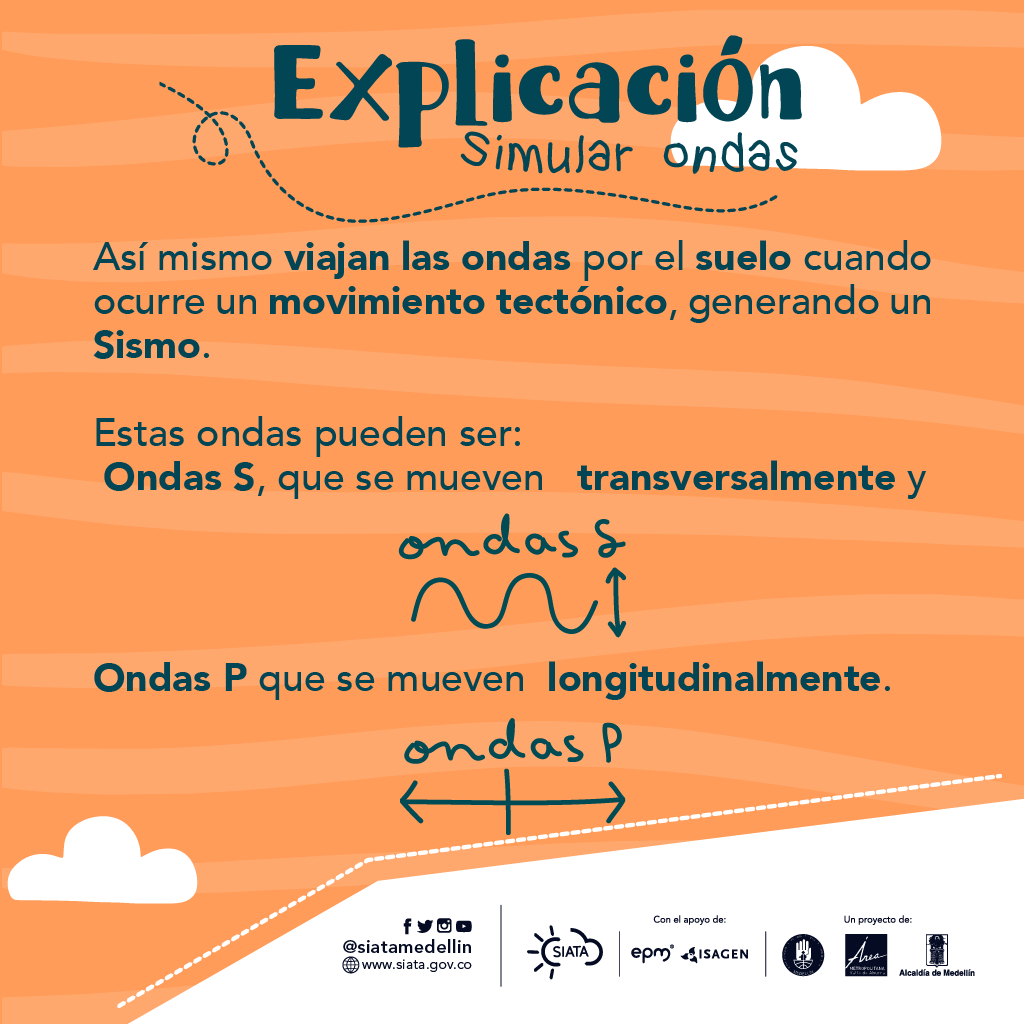 Explicación
Simular ondas
Así mismo viajan las ondas por el suelo cuando
ocurre un movimiento tectónico, generando un
Sismo.
Estas ondas pueden ser:
Ondas S, que se mueven transversalmente y
ondas S
Ondas P que se mueven longitudinalmente.
ondas P
@siatamedellin
www.siata.gov.co
SIATA
Con el apoyo de:
epm ISAGEN
Un proyecto de:
Área
METROPOLITANA
Alcaldía de Medellín